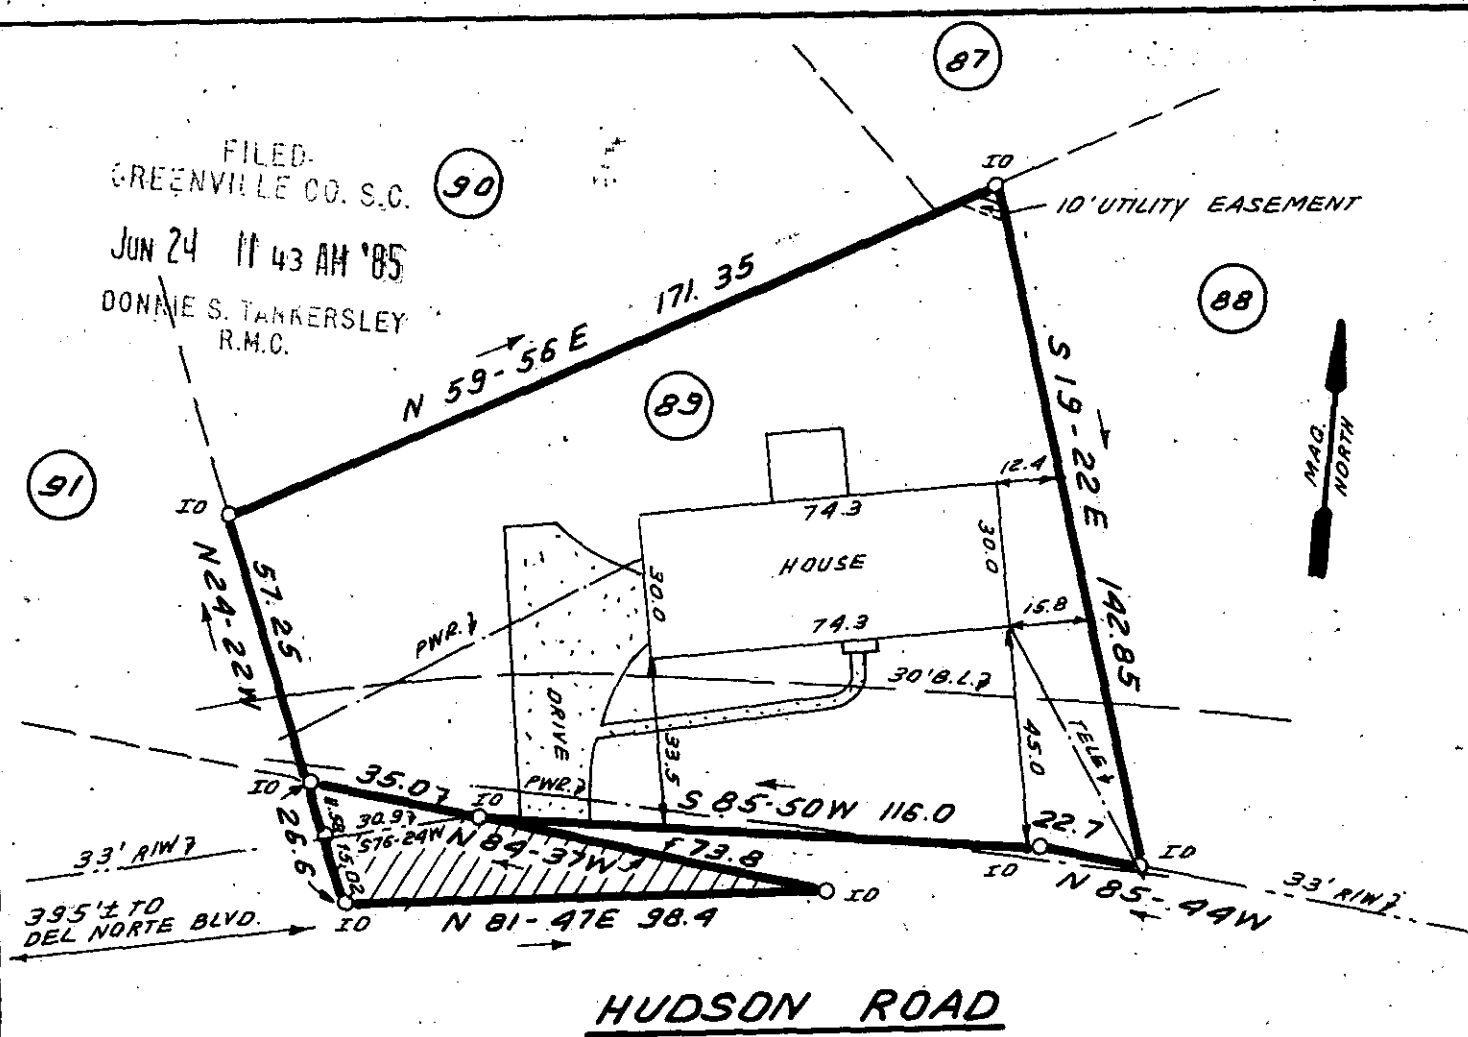 87
FILED
GREENVILLE CO. S.C.
JUN 24 11 43 AM '85
DONNIE S. TANKERSLEY
R.M.C.
90
IO
10' UTILITY EASEMENT
88
N 59-56 E 171.35
S 19-22 E 142.85
89
MAG.
NORTH
91
IO
N 24-22 W
57.25
12.4
74.3
30.0
HOUSE
30.0
74.3
15.8
PWR.
30' B.L.
DRIVE
33.5
45.0
TELE
PWR.
IO
35.07
IO
S 85-50 W 116.0
22.7
IO
26.6
11.58
15.02
30.97
S76-24W
N 84-37W
73.8
IO
IO
N 85-44W
33' R/W
33' R/W
395'± TO
DEL NORTE BLVD.
IO
N 81-47E 98.4
HUDSON ROAD